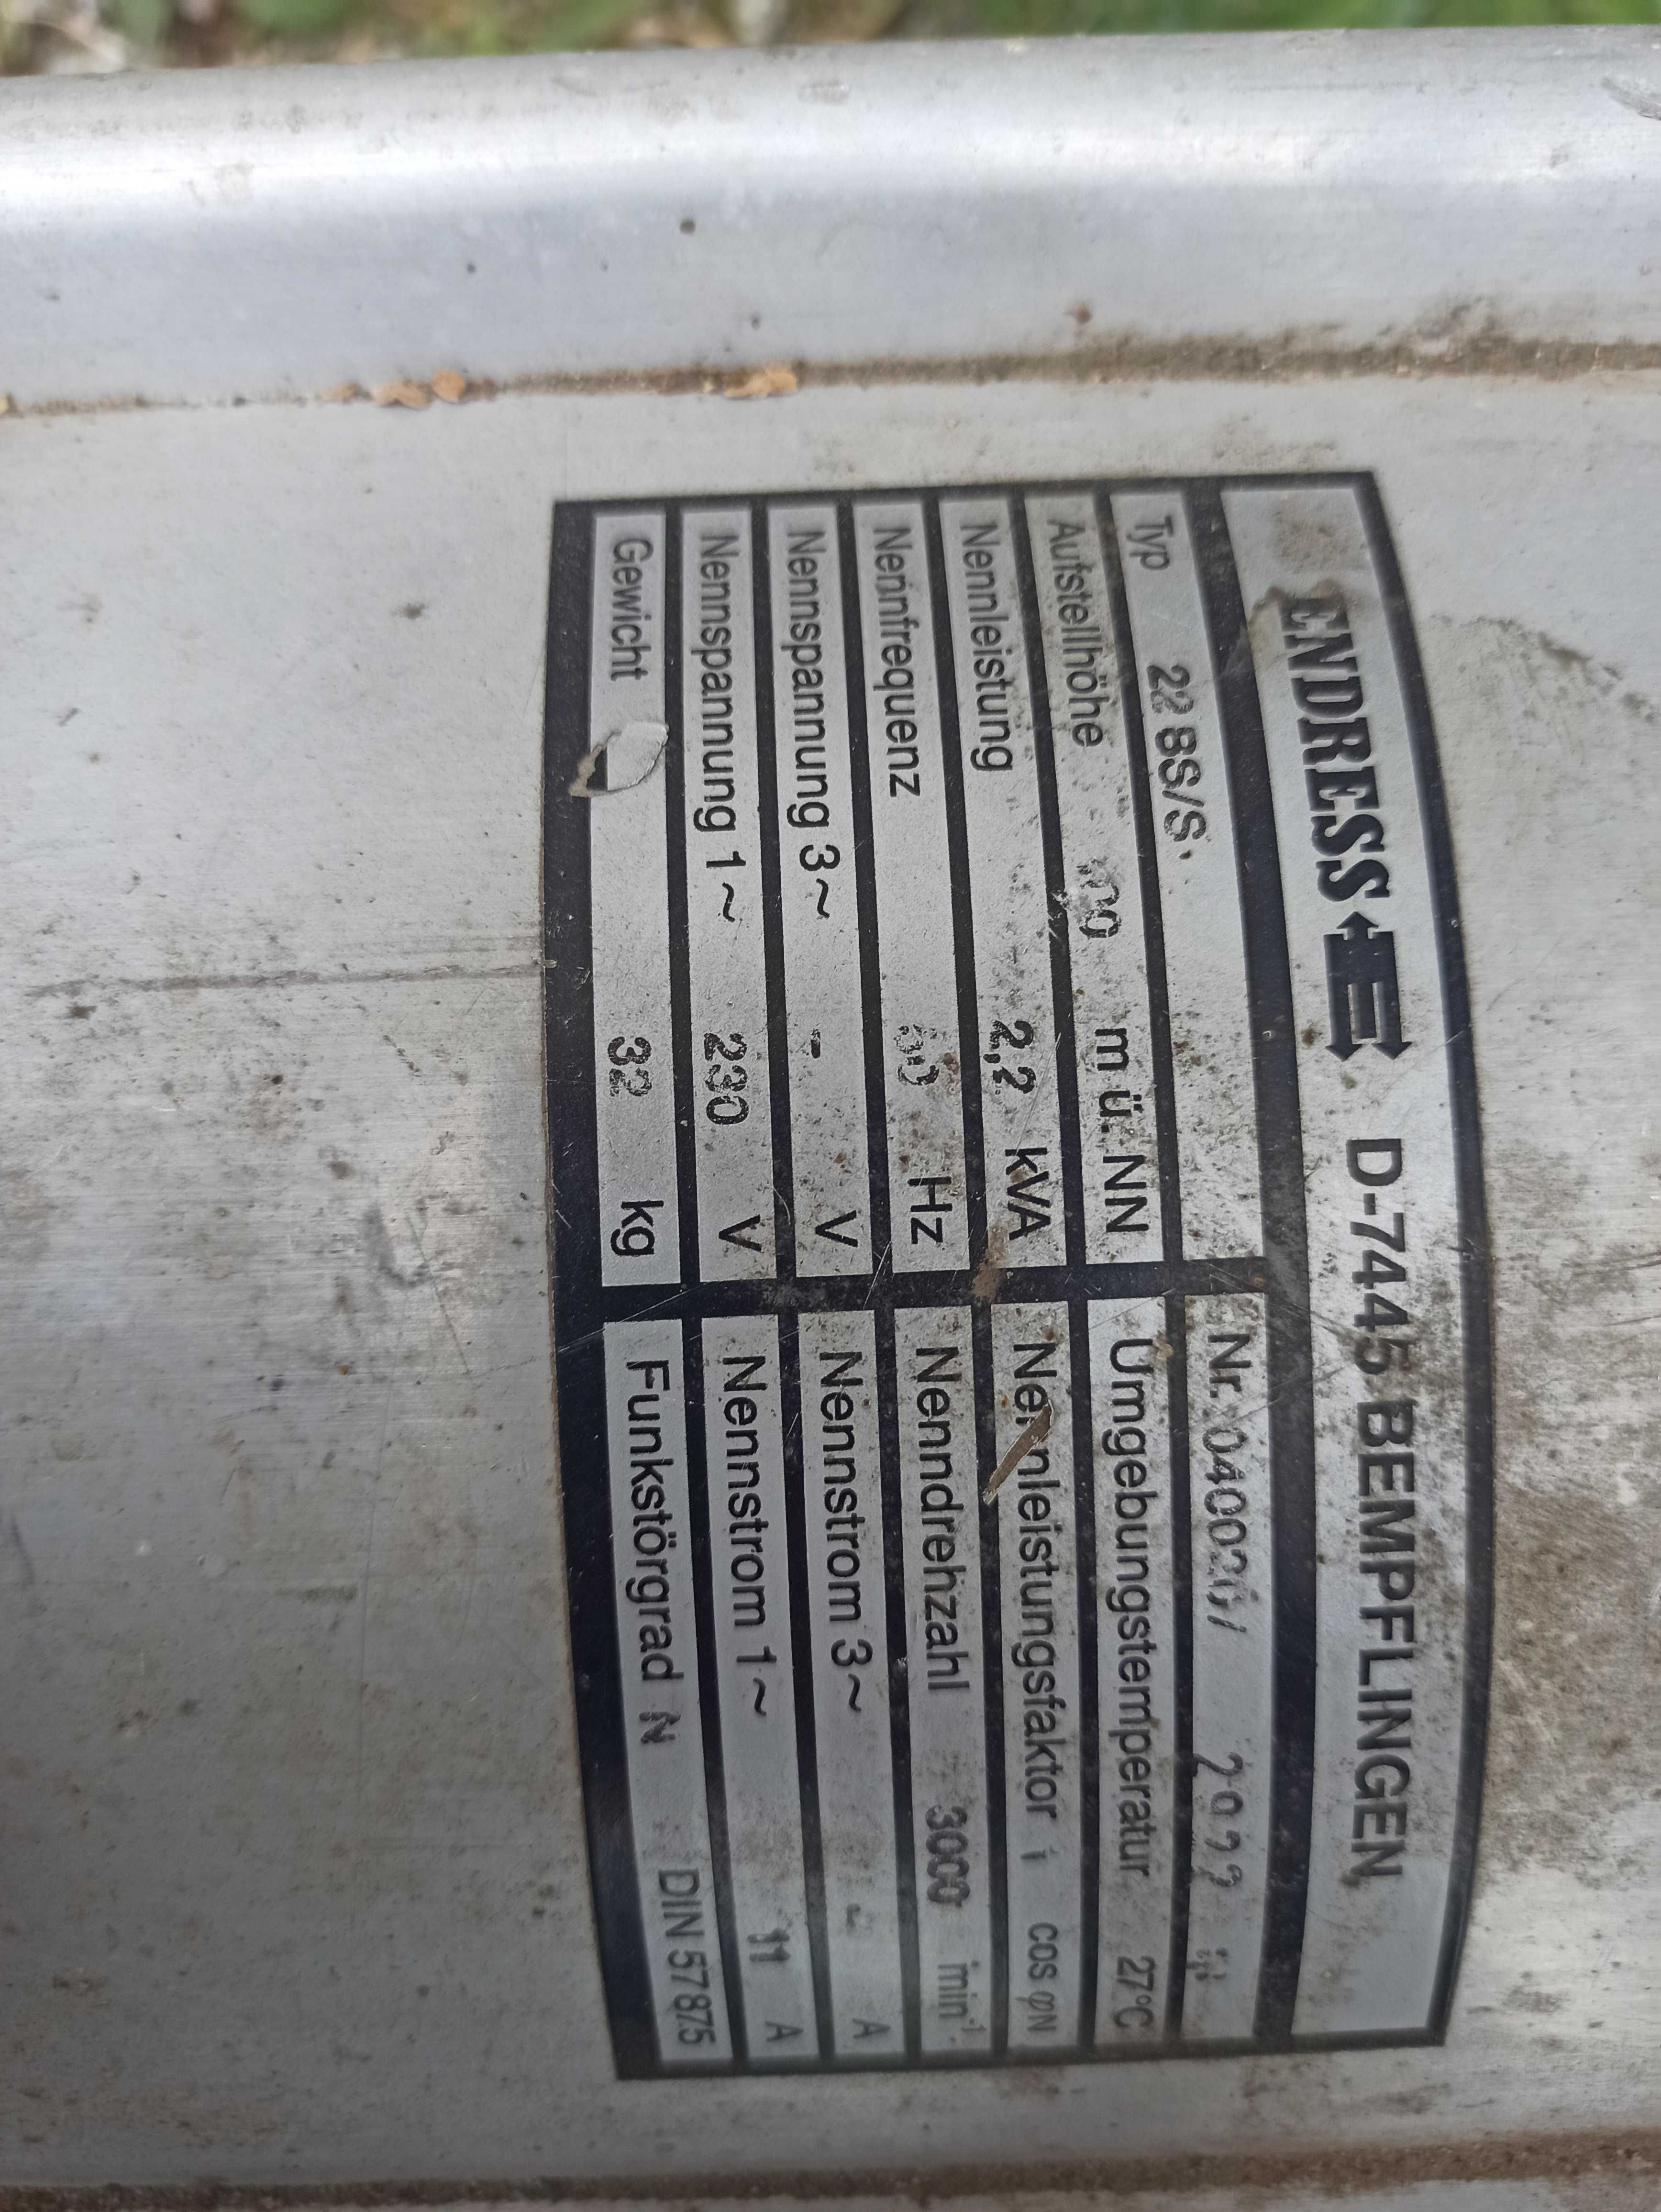 ENDRESS E D-7445 BEMPFLINGEN
Typ 22 BS/S Nr.
Aufstellhöhe m ü. NN Umgebungstemperatur 27°C
Nennleistung 2,2 kVA Nennleistungsfaktor 1 cos φN
Nennfrequenz Hz Nenndrehzahl 3000 min-1
Nennspannung 3~ - V Nennstrom 3~ - A
Nennspannung 1~ 230 V Nennstrom 1~ 11 A
Gewicht 32 kg Funkstörgrad N DIN 57875